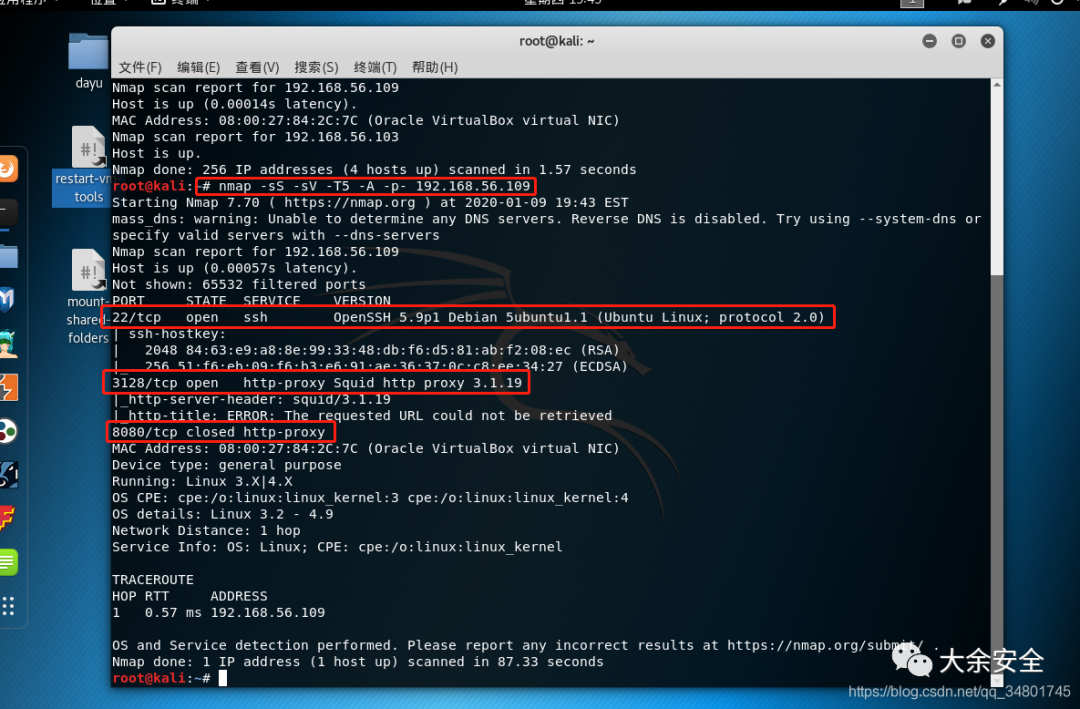 应用程序 位置 终端 星期四 19:45 1
root@kali: ~
文件(F) 编辑(E) 查看(V) 搜索(S) 终端(T) 帮助(H)
dayu
restart-vm
tools
mount-
shared-
folders
Nmap scan report for 192.168.56.109
Host is up (0.00014s latency).
MAC Address: 08:00:27:84:2C:7C (Oracle VirtualBox virtual NIC)
Nmap scan report for 192.168.56.103
Host is up.
Nmap done: 256 IP addresses (4 hosts up) scanned in 1.57 seconds
root@kali:~# nmap -sS -sV -T5 -A -p- 192.168.56.109
Starting Nmap 7.70 ( https://nmap.org ) at 2020-01-09 19:43 EST
mass_dns: warning: Unable to determine any DNS servers. Reverse DNS is disabled. Try using --system-dns or
specify valid servers with --dns-servers
Nmap scan report for 192.168.56.109
Host is up (0.00057s latency).
Not shown: 65532 filtered ports
PORT STATE SERVICE VERSION
22/tcp open ssh OpenSSH 5.9p1 Debian 5ubuntu1.1 (Ubuntu Linux; protocol 2.0)
| ssh-hostkey:
| 2048 84:63:e9:a8:8e:99:33:48:db:f6:d5:81:ab:f2:08:ec (RSA)
|_ 256 51:f6:eb:09:f6:b3:e6:91:ae:36:37:0c:c8:ee:34:27 (ECDSA)
3128/tcp open http-proxy Squid http proxy 3.1.19
|_http-server-header: squid/3.1.19
|_http-title: ERROR: The requested URL could not be retrieved
8080/tcp closed http-proxy
MAC Address: 08:00:27:84:2C:7C (Oracle VirtualBox virtual NIC)
Device type: general purpose
Running: Linux 3.X|4.X
OS CPE: cpe:/o:linux:linux_kernel:3 cpe:/o:linux:linux_kernel:4
OS details: Linux 3.2 - 4.9
Network Distance: 1 hop
Service Info: OS: Linux; CPE: cpe:/o:linux:linux_kernel
TRACEROUTE
HOP RTT ADDRESS
1 0.57 ms 192.168.56.109
OS and Service detection performed. Please report any incorrect results at https://nmap.org/submit/ .
Nmap done: 1 IP address (1 host up) scanned in 87.33 seconds
root@kali:~#
大余安全
https://blog.csdn.net/qq_34801745